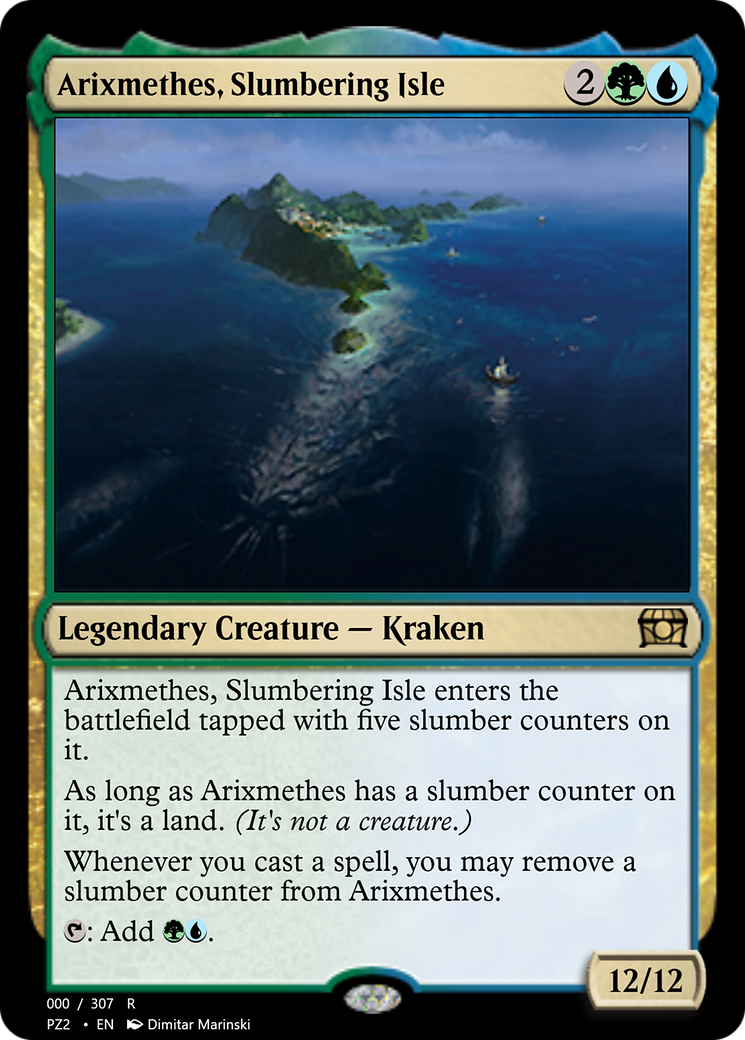 Arixmethes, Slumbering Isle 2
Legendary Creature — Kraken
Arixmethes, Slumbering Isle enters the
battlefield tapped with five slumber counters on
it.
As long as Arixmethes has a slumber counter on
it, it's a land. (It's not a creature.)
Whenever you cast a spell, you may remove a
slumber counter from Arixmethes.
: Add .
12/12
000 / 307 R
PZ2 • EN Dimitar Marinski